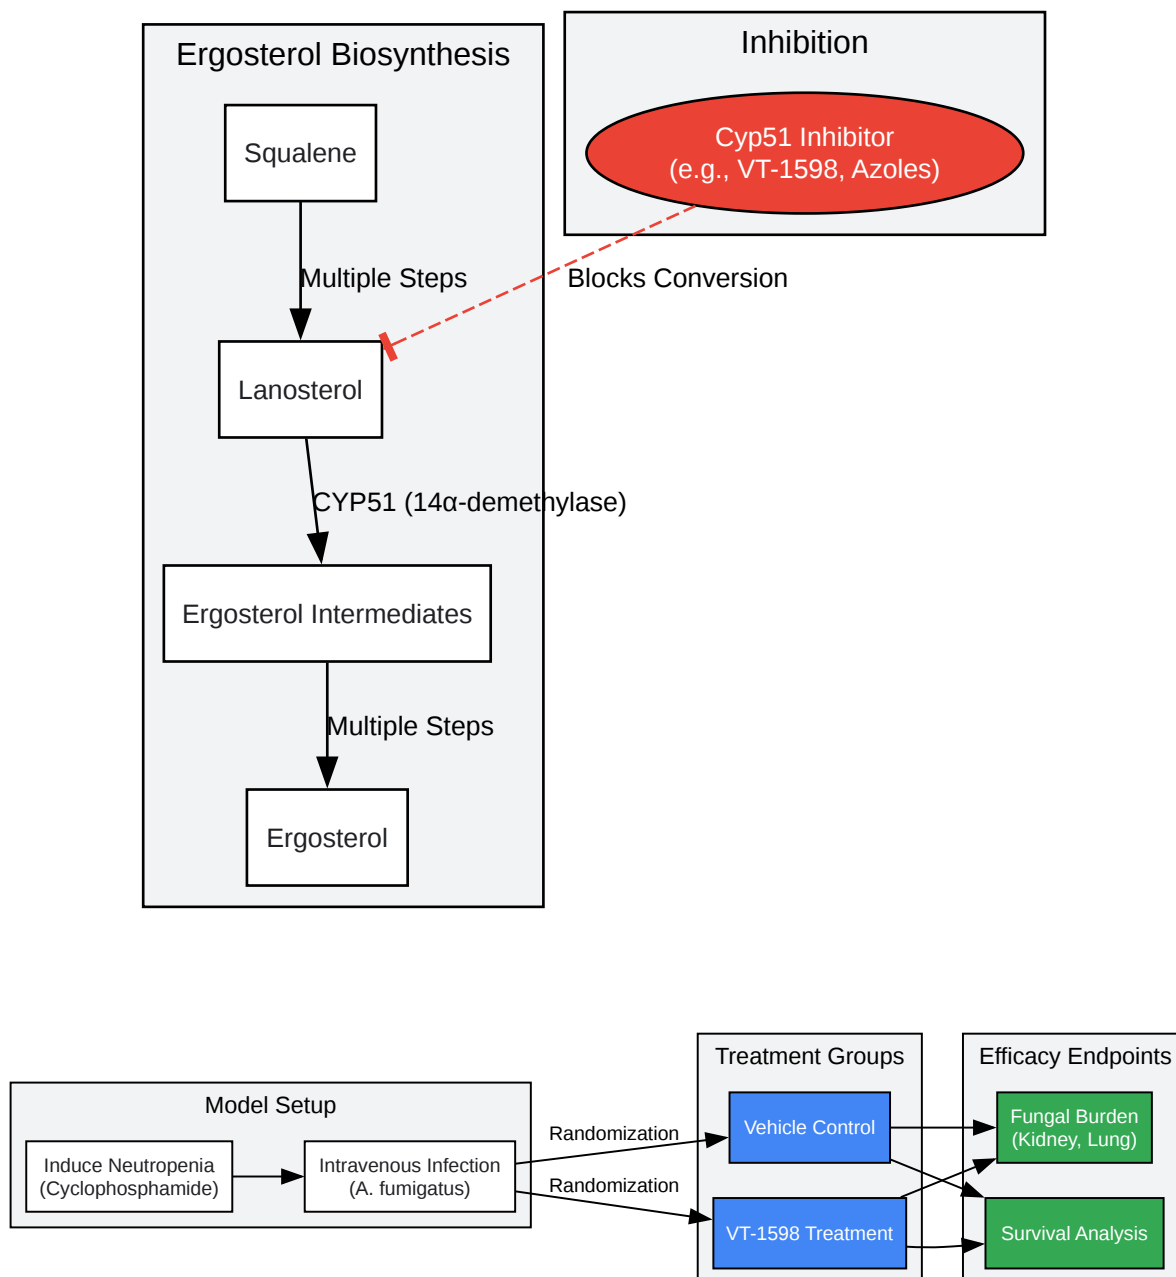 Ergosterol Biosynthesis
Inhibition
Squalene
Cyp51 Inhibitor
(e.g., VT-1598, Azoles)
Multiple Steps
Blocks Conversion
Lanosterol
CYP51 (14α-demethylase)
Ergosterol Intermediates
Multiple Steps
Ergosterol
Model Setup
Induce Neutropenia
(Cyclophosphamide)
Intravenous Infection
(A. fumigatus)
Randomization
Randomization
Treatment Groups
Vehicle Control
VT-1598 Treatment
Efficacy Endpoints
Fungal Burden
(Kidney, Lung)
Survival Analysis